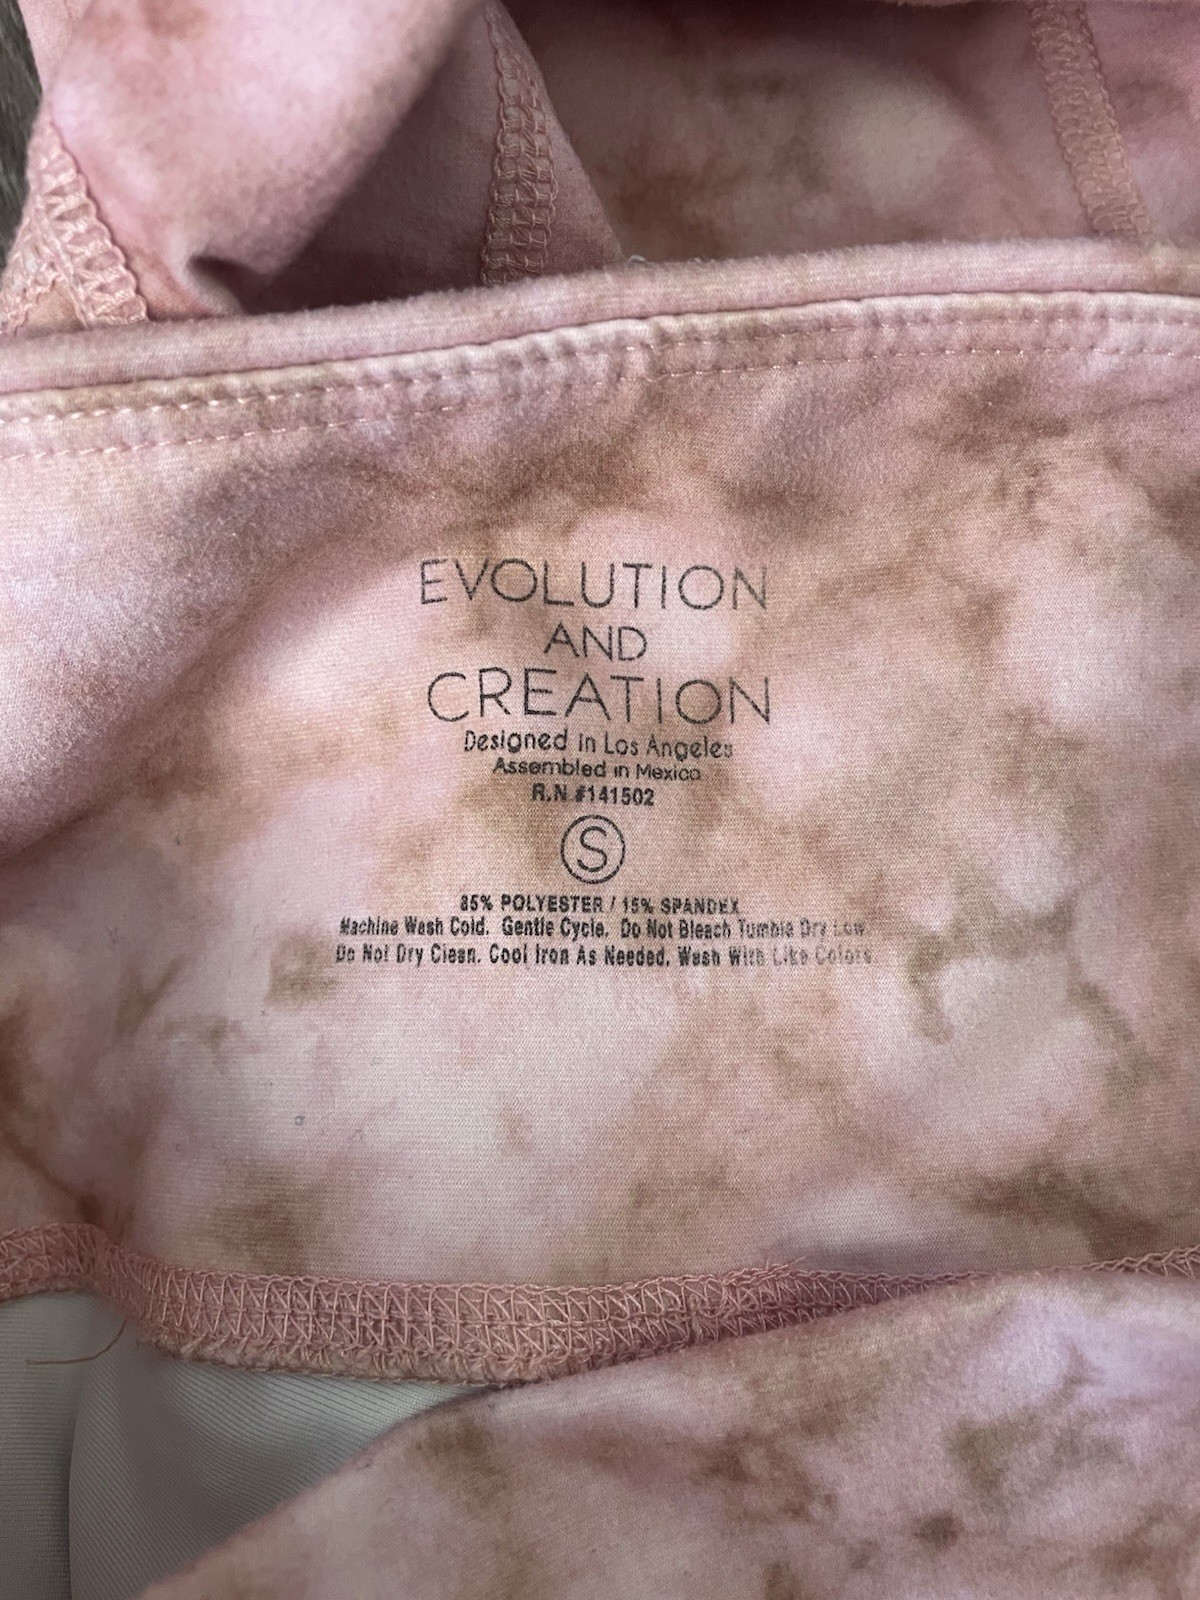 EVOLUTION
AND
CREATION
Designed in Los Angeles
Assembled in Mexico
R.N.#141502
S
85% POLYESTER / 15% SPANDEX
Machine Wash Cold. Gentle Cycle. Do Not Bleach Tumble Dry Low
Do Not Dry Clean. Cool Iron As Needed. Wash With Like Colors.